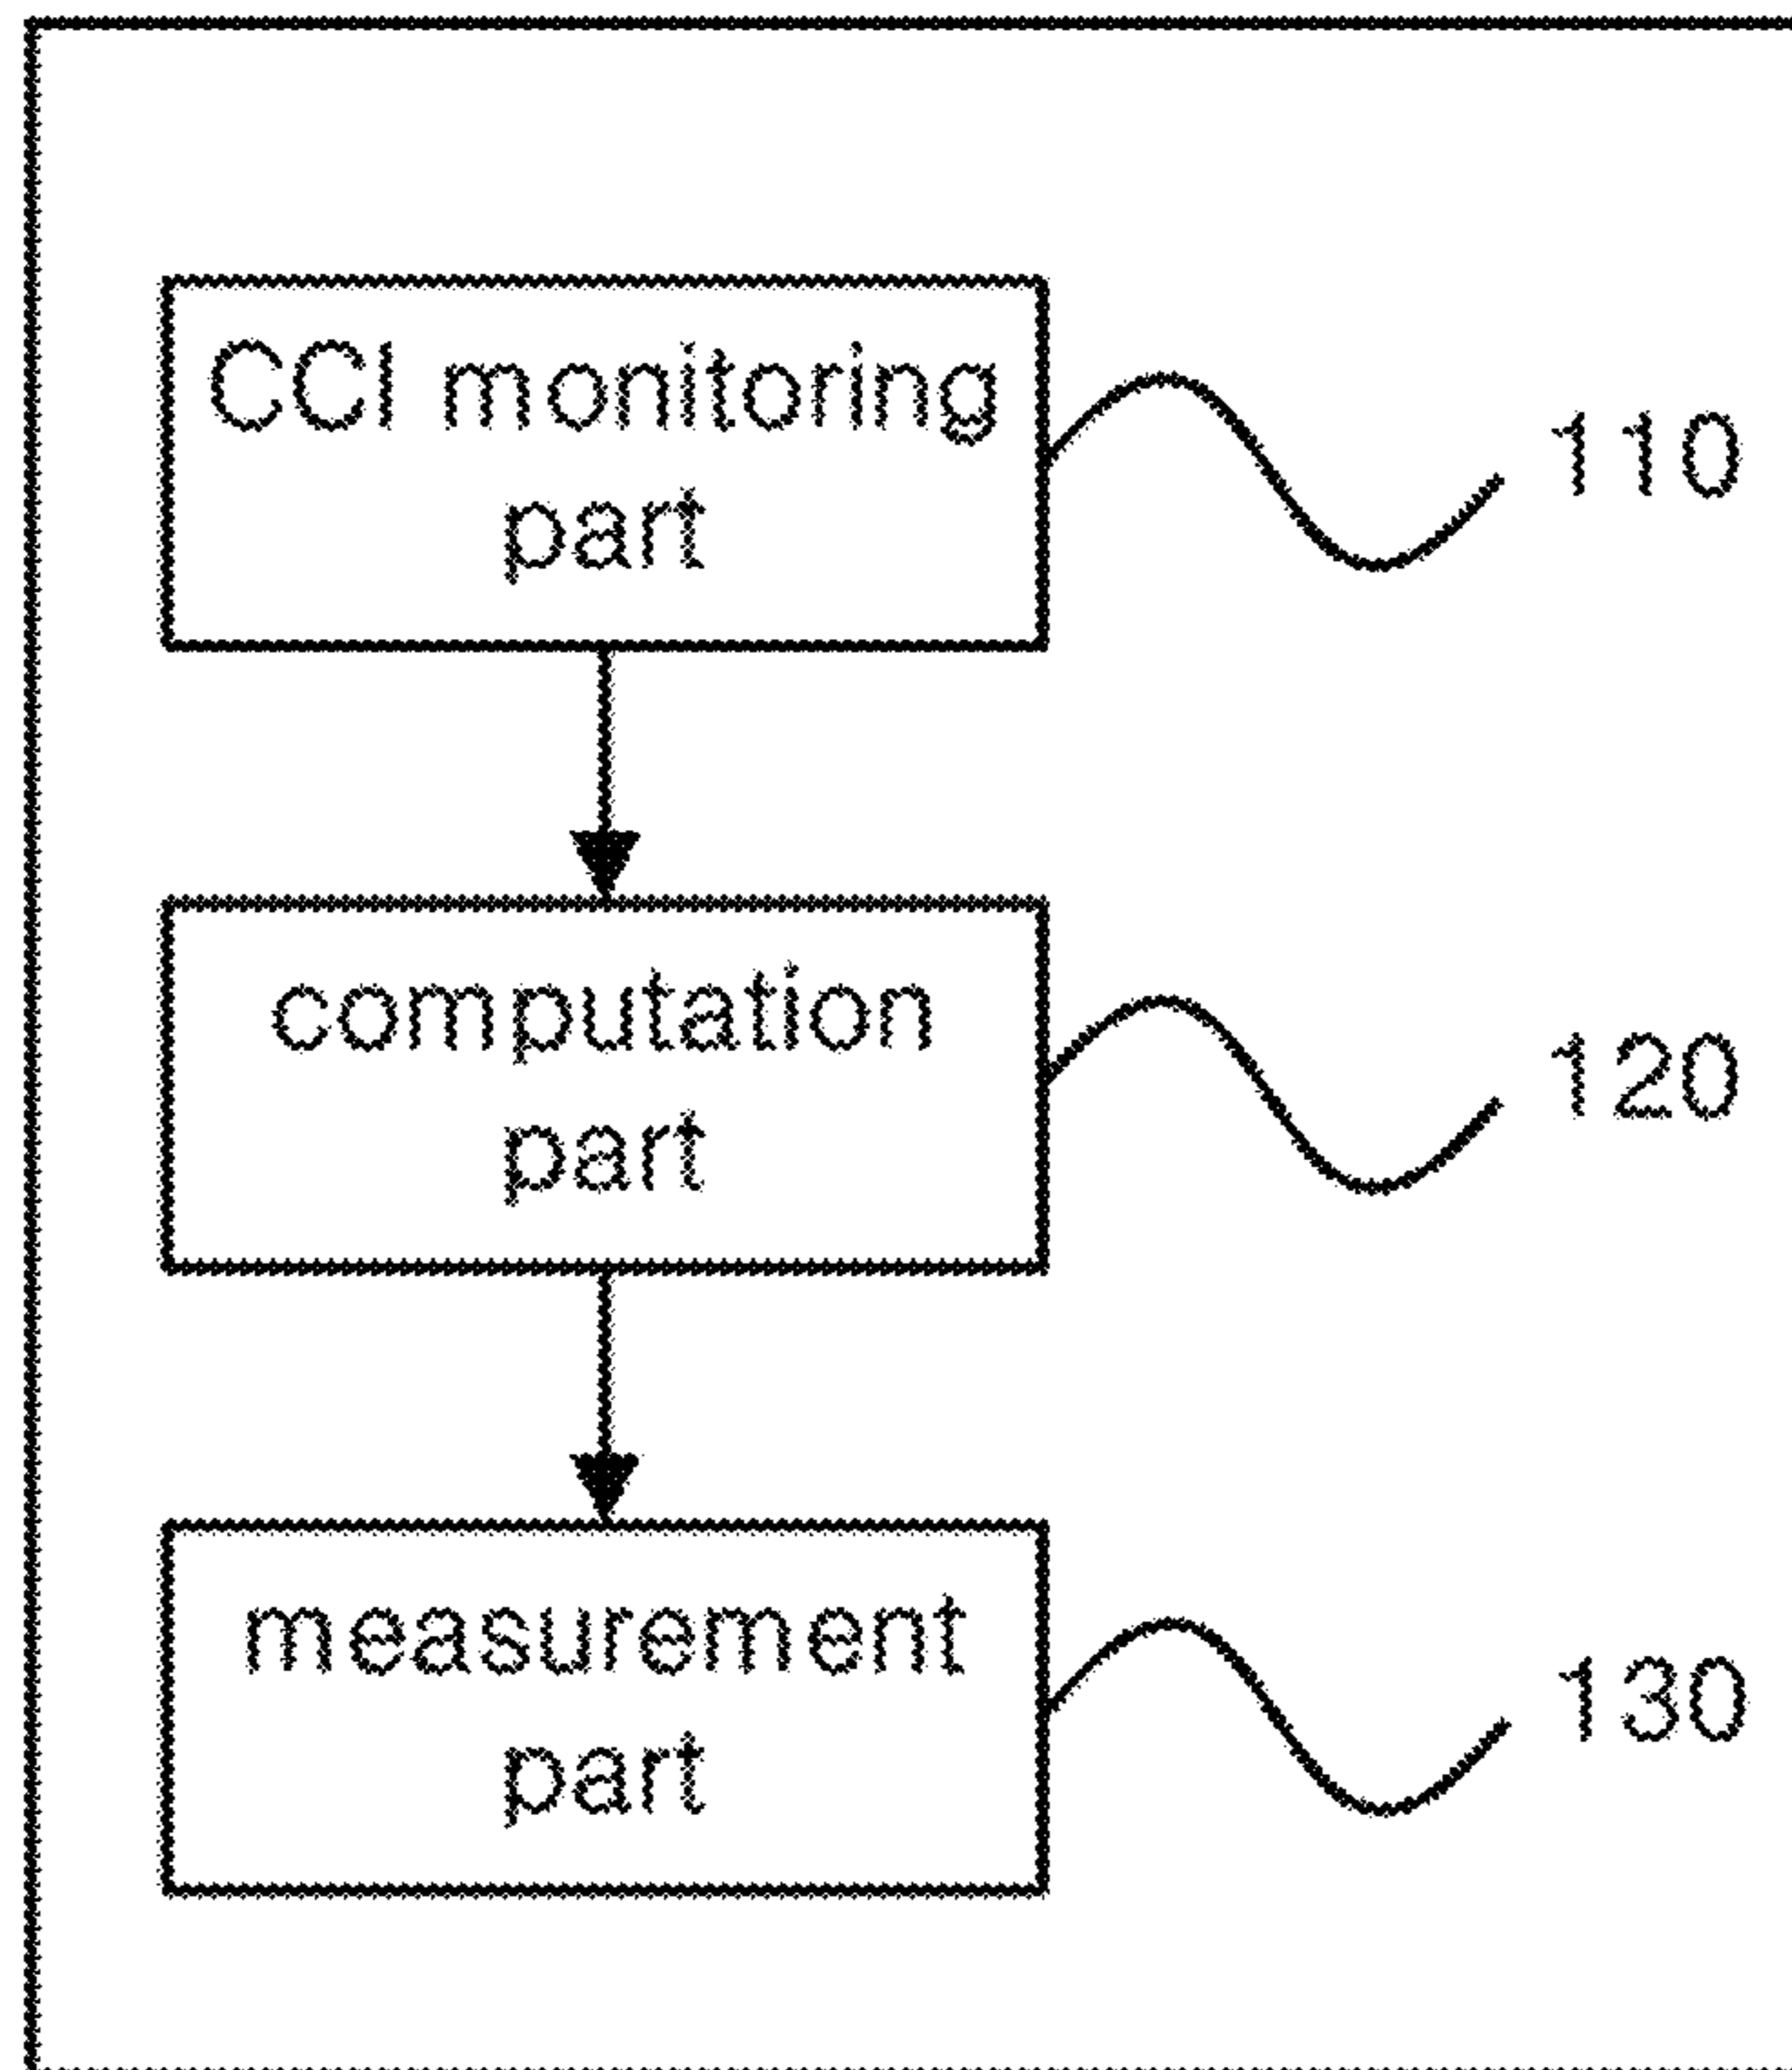 CCI monitoring
part
110
computation
part
120
measurement
part
130